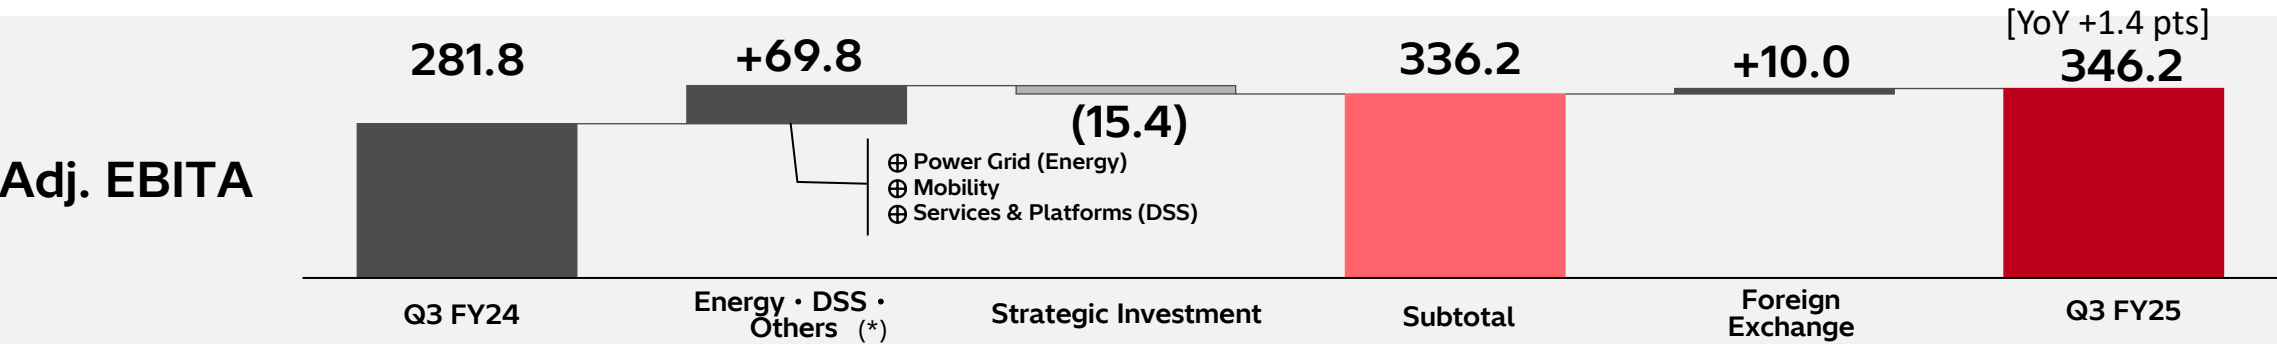 [YoY +1.4 pts]
281.8
+69.8
(15.4)
336.2
+10.0
346.2
Adj. EBITA
⊕ Power Grid (Energy)
⊕ Mobility
⊕ Services & Platforms (DSS)
Q3 FY24
Energy・DSS・
Others (*)
Strategic Investment
Subtotal
Foreign
Exchange
Q3 FY25